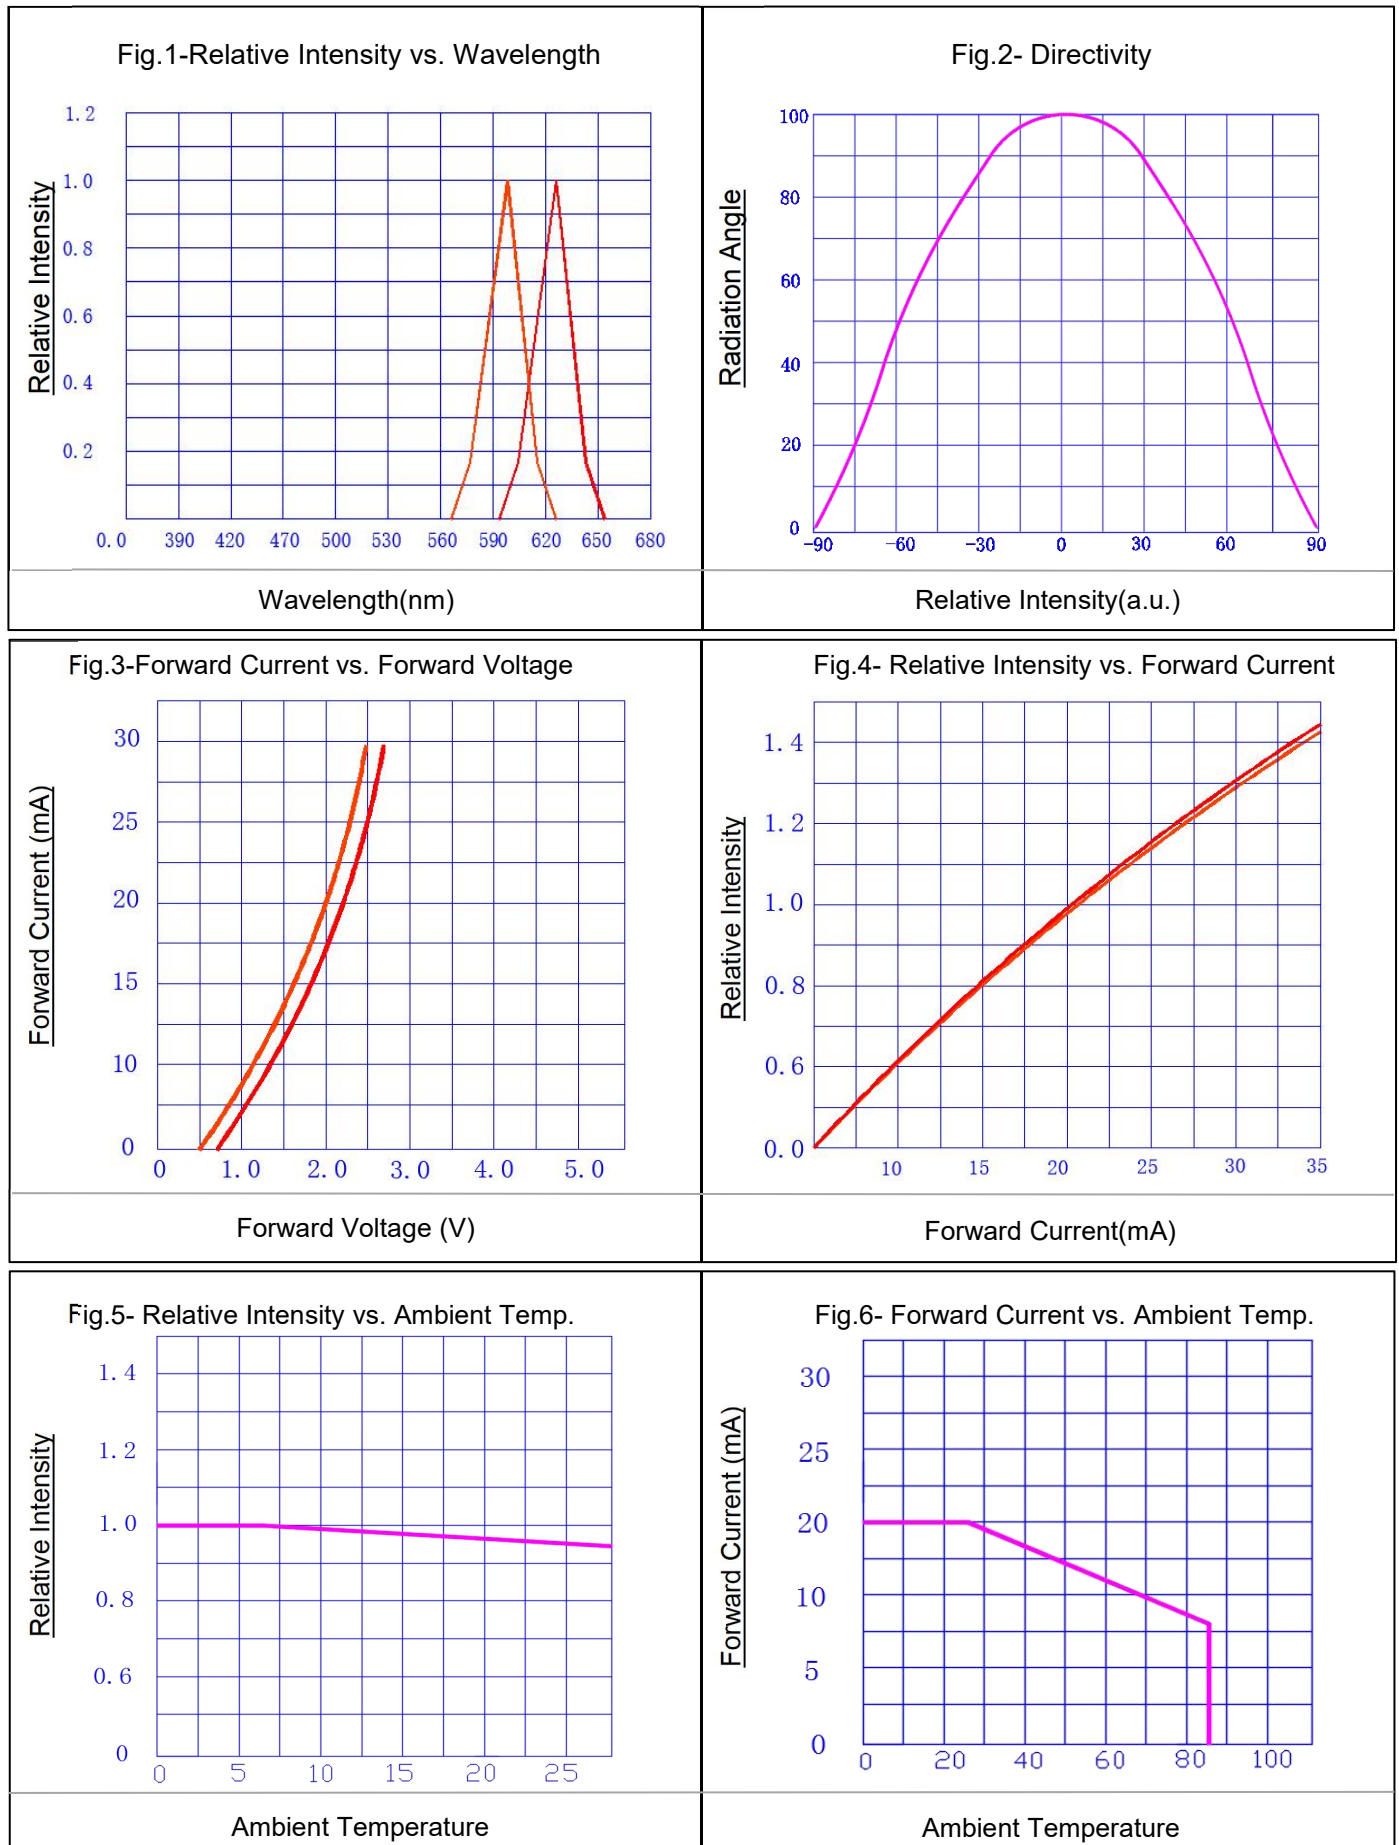 Fig.1-Relative Intensity vs. Wavelength
Relative Intensity
1.2
1.0
0.8
0.6
0.4
0.2
0.0 390 420 470 500 530 560 590 620 650 680
Wavelength(nm)
Fig.2- Directivity
Radiation Angle
100
80
60
40
20
0
-90 -60 -30 0 30 60 90
Relative Intensity(a.u.)
Fig.3-Forward Current vs. Forward Voltage
Forward Current (mA)
30
25
20
15
10
0
0 1.0 2.0 3.0 4.0 5.0
Forward Voltage (V)
Fig.4- Relative Intensity vs. Forward Current
Relative Intensity
1.4
1.2
1.0
0.8
0.6
0.0
10 15 20 25 30 35
Forward Current(mA)
Fig.5- Relative Intensity vs. Ambient Temp.
Relative Intensity
1.4
1.2
1.0
0.8
0.6
0
0 5 10 15 20 25
Ambient Temperature
Fig.6- Forward Current vs. Ambient Temp.
Forward Current (mA)
30
25
20
10
5
0
0 20 40 60 80 100
Ambient Temperature